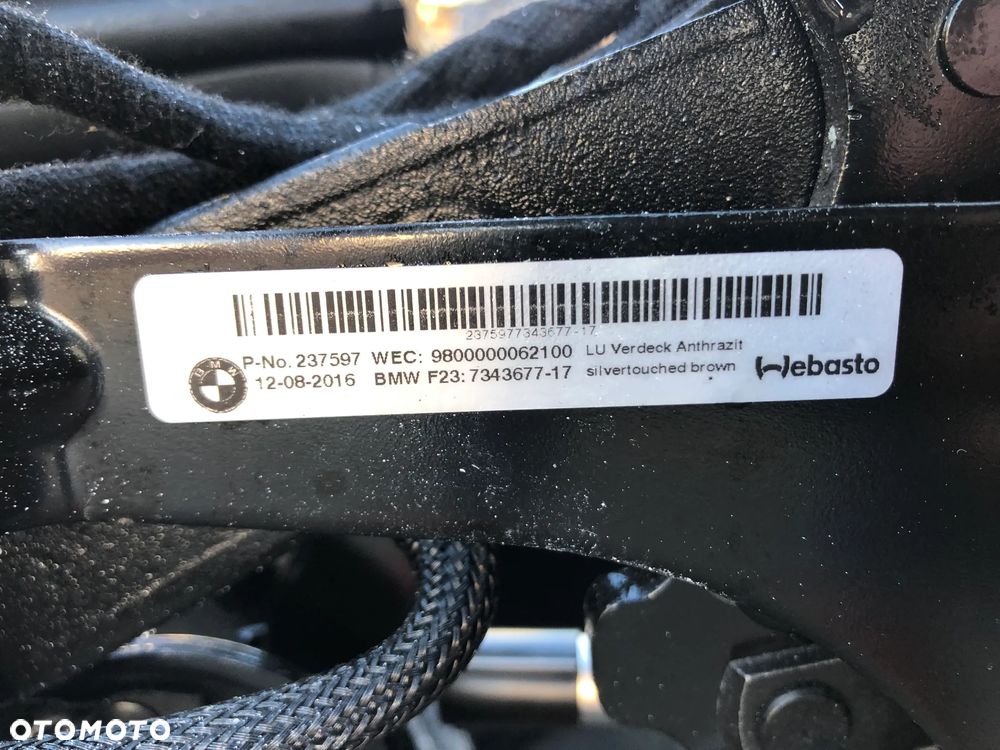 2375977343677-17
P-No. 237597 WEC: 9800000062100 LU Verdeck Anthrazit
12-08-2016 BMW F23: 7343677-17 silvertouched brown
BMW
Webasto
OTOMOTO